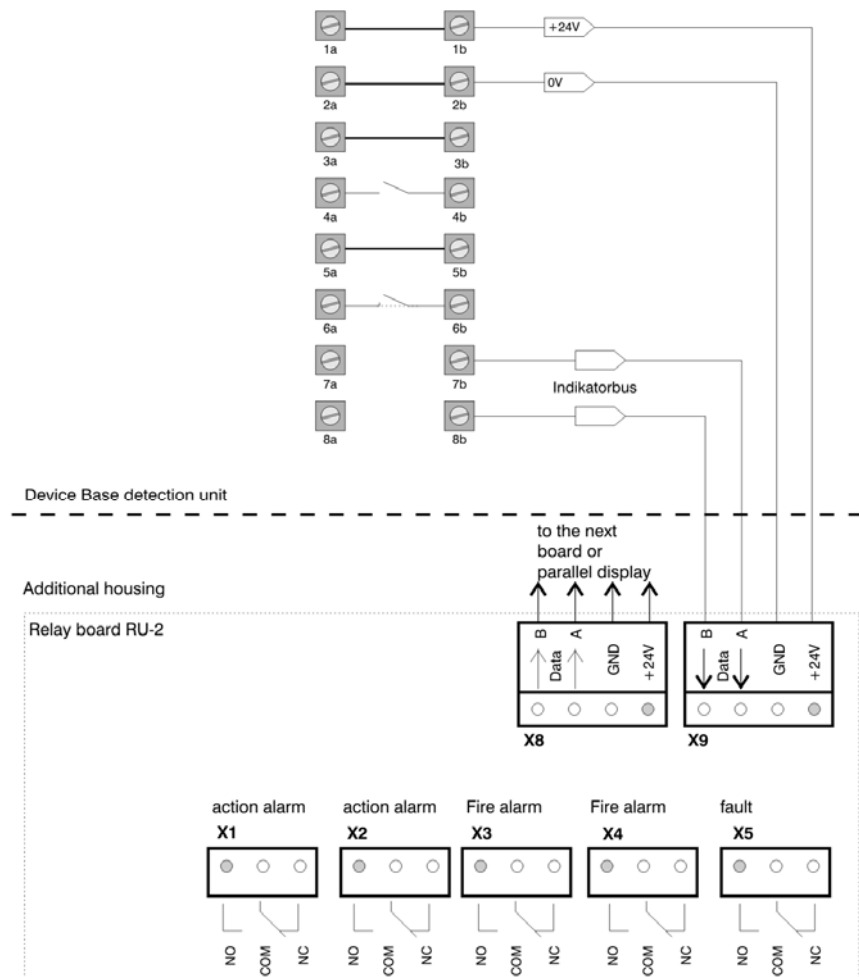 1a 1b +24V
2a 2b 0V
3a 3b
4a 4b
5a 5b
6a 6b
7a 7b
Indikatorbus
8a 8b
Device Base detection unit
to the next
board or
parallel display
Additional housing
Relay board RU-2
B A GND +24V
Data
X8
B A GND +24V
Data
X9
action alarm action alarm Fire alarm Fire alarm fault
X1 X2 X3 X4 X5
NO COM NC NO COM NC NO COM NC NO COM NC NO COM NC